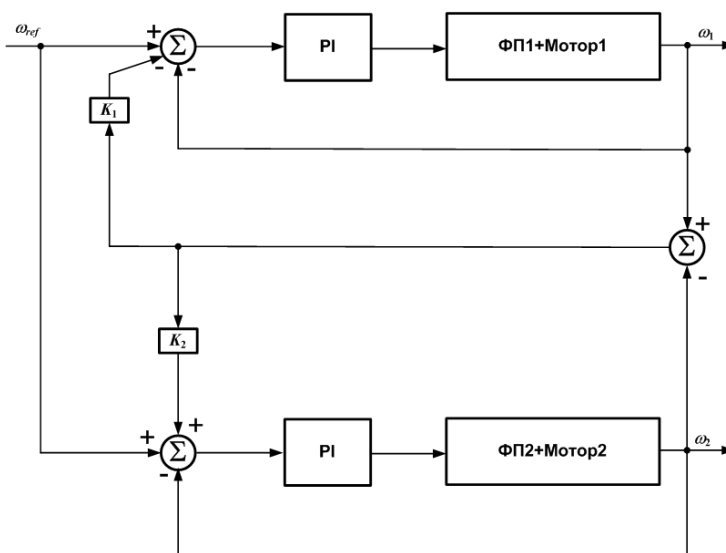 ω_ref
+
Σ
-
-
PI
ФП1+Мотор1
ω₁
K₁
+
Σ
-
K₂
+
+
Σ
-
PI
ФП2+Мотор2
ω₂